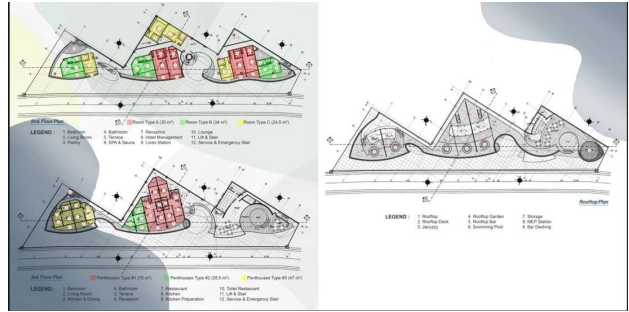 2nd. Floor Plan
Room Type A (30 m²) Room Type B (34 m²) Room Type C (24,5 m²)
LEGEND :
1. Bedroom 4. Bathroom 7. Reception 10. Lounge
2. Living Room 5. Terrace 8. Hotel Management 11. Lift & Stair
3. Pantry 6. SPA & Sauna 9. Linen Station 12. Service & Emergency Stair
3rd. Floor Plan
Penthouses Type #1 (70 m²) Penthouses Type #2 (28,5 m²) Penthouses Type #3 (47 m²)
LEGEND :
1. Bedroom 4. Bathroom 7. Restaurant 10. Toilet Restaurant
2. Living Room 5. Terrace 8. Kitchen 11. Lift & Stair
3. Kitchen & Dining 6. Reception 9. Kitchen Preparation 12. Service & Emergency Stair
Rooftop Plan
LEGEND :
1. Rooftop 4. Rooftop Garden 7. Storage
2. Rooftop Deck 5. Rooftop Bar 8. MEP Station
3. Jacuzzy 6. Swimming Pool 9. Bar Decking